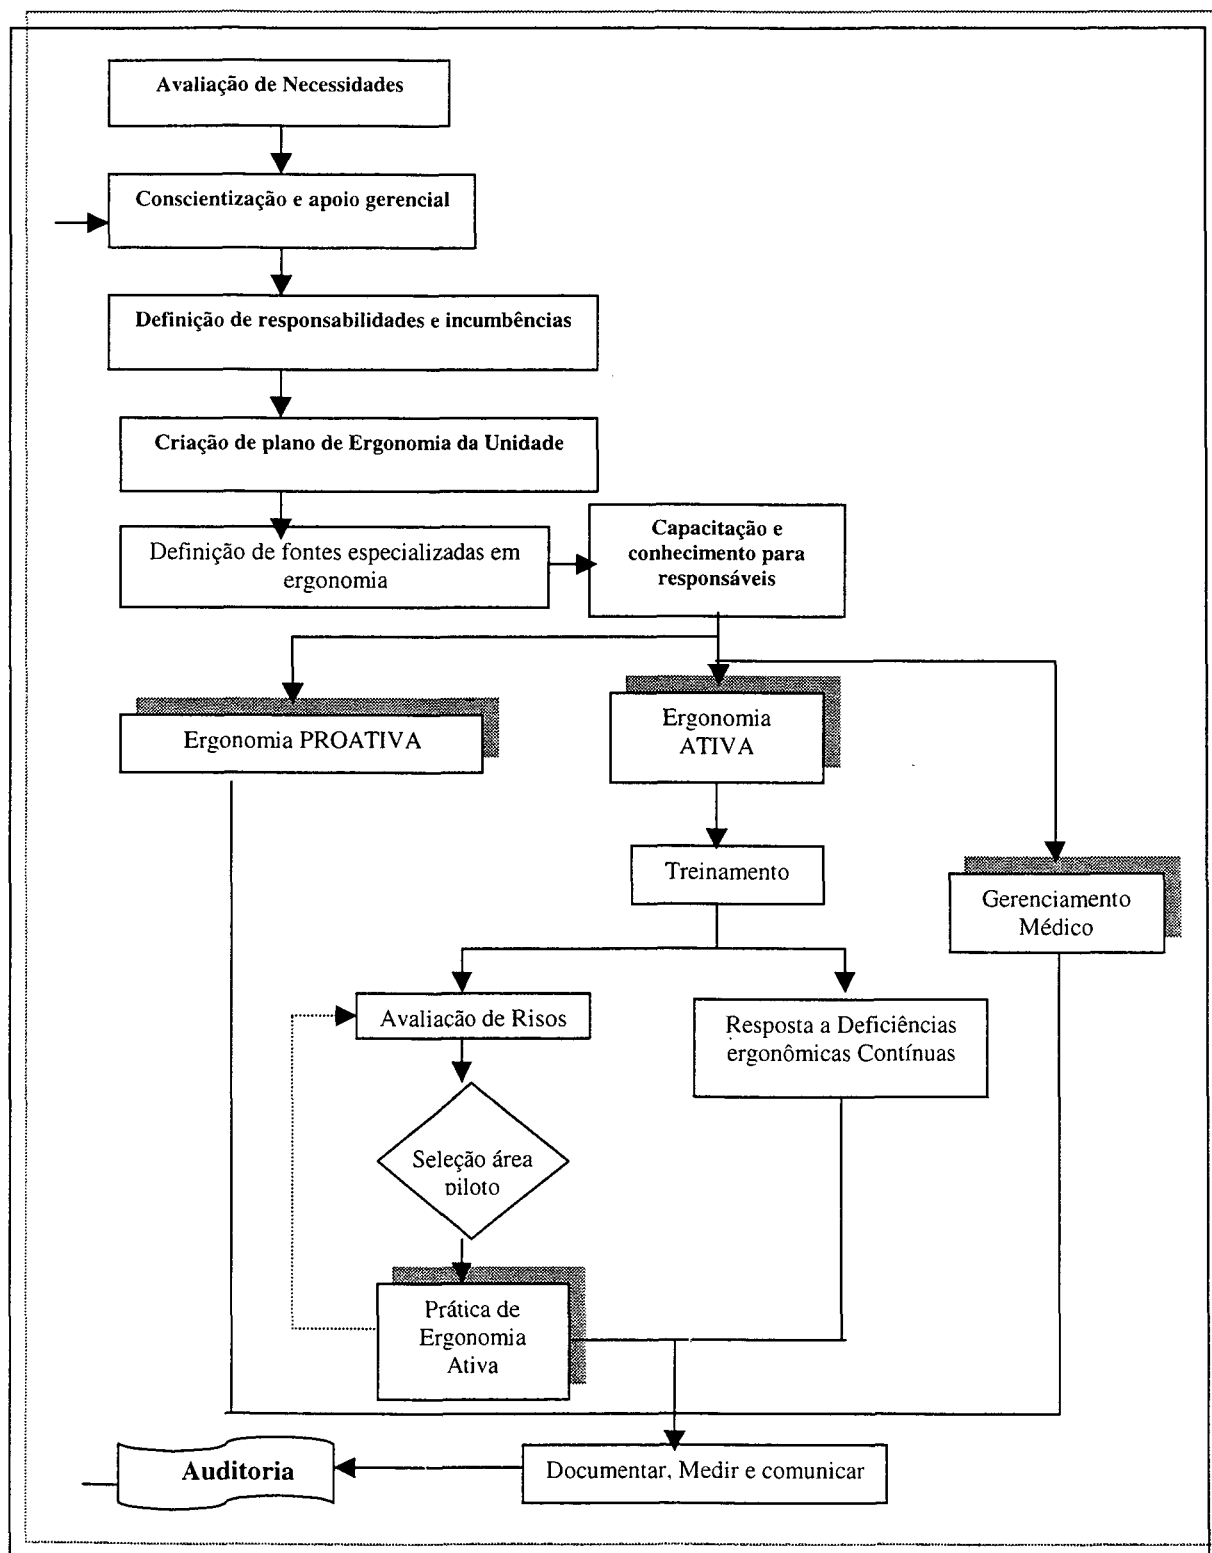 Avaliação de Necessidades
Conscientização e apoio gerencial
Definição de responsabilidades e incumbências
Criação de plano de Ergonomia da Unidade
Definição de fontes especializadas em
ergonomia
Capacitação e
conhecimento para
responsáveis
Ergonomia PROATIVA
Ergonomia
ATIVA
Treinamento
Gerenciamento
Médico
Avaliação de Risos
Resposta a Deficiências
ergonômicas Contínuas
Seleção área
piloto
Prática de
Ergonomia
Ativa
Auditoria
Documentar, Medir e comunicar